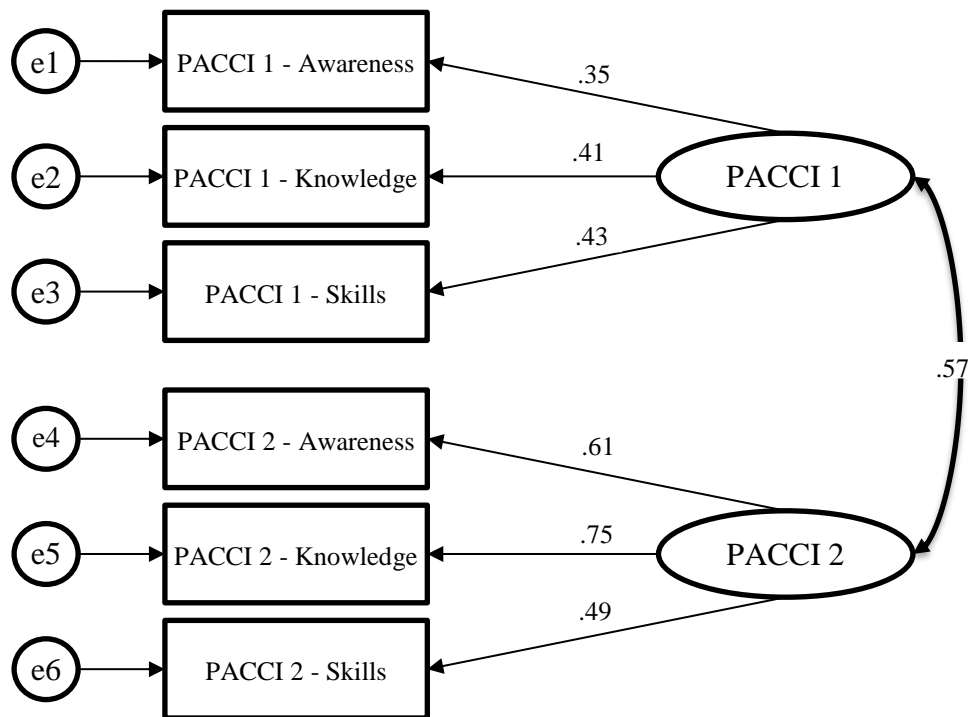 e1
PACCI 1 - Awareness
.35
e2
PACCI 1 - Knowledge
.41
PACCI 1
.43
e3
PACCI 1 - Skills
.57
e4
PACCI 2 - Awareness
.61
e5
PACCI 2 - Knowledge
.75
PACCI 2
.49
e6
PACCI 2 - Skills